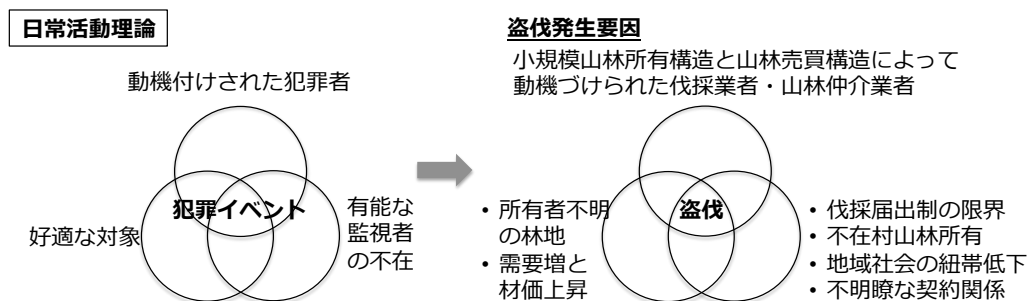 日常活動理論
動機付けされた犯罪者
犯罪イベント
好適な対象
有能な
監視者
の不在
盗伐発生要因
小規模山林所有構造と山林売買構造によって
動機づけられた伐採業者・山林仲介業者
盗伐
• 所有者不明
の林地
• 需要増と
材価上昇
• 伐採届出制の限界
• 不在村山林所有
• 地域社会の紐帯低下
• 不明瞭な契約関係